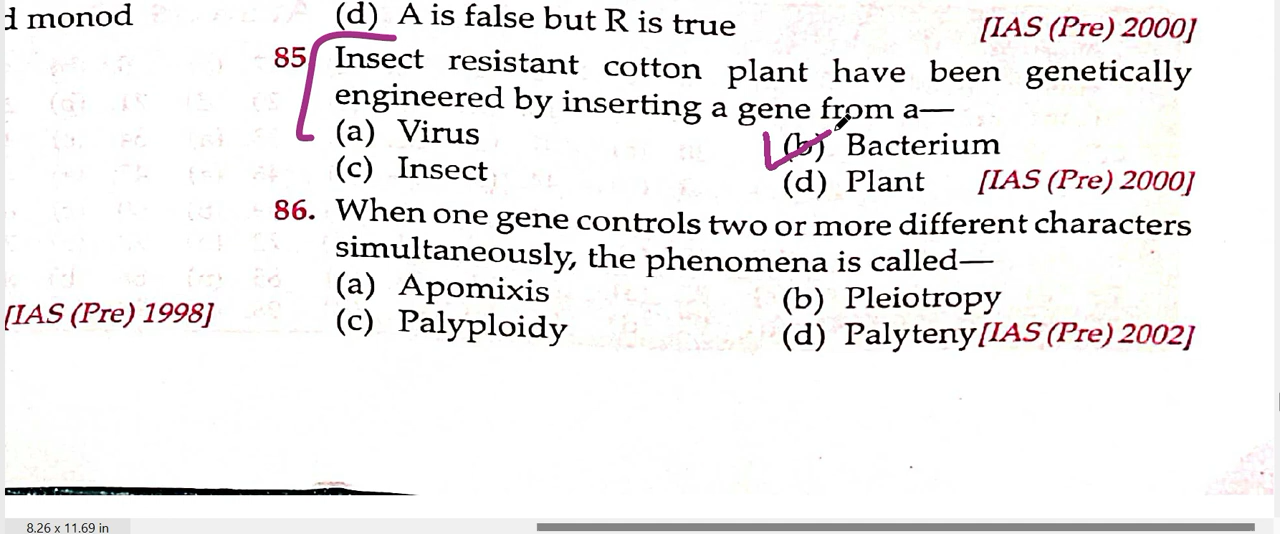 d monod
(d) A is false but R is true [IAS (Pre) 2000]
85 Insect resistant cotton plant have been genetically
engineered by inserting a gene from a—
(a) Virus (b) Bacterium
(c) Insect (d) Plant [IAS (Pre) 2000]
86. When one gene controls two or more different characters
simultaneously, the phenomena is called—
(a) Apomixis (b) Pleiotropy
[IAS (Pre) 1998]
(c) Palyploidy (d) Palyteny [IAS (Pre) 2002]
8.26 x 11.69 in